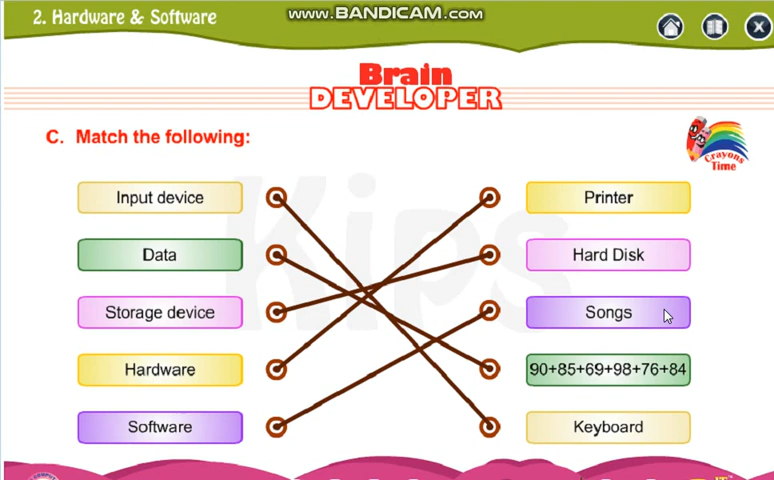 2. Hardware & Software
www.BANDICAM.com
Brain
DEVELOPER
C. Match the following:
Crayons
Time
Kips
Input device
Printer
Data
Hard Disk
Storage device
Songs
Hardware
90+85+69+98+76+84
Software
Keyboard